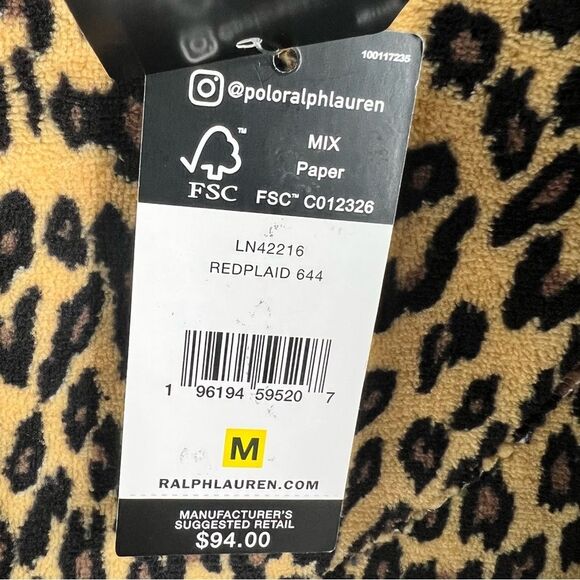 100117235
@poloralphlauren
FSC™
MIX
Paper
FSC™ C012326
LN42216
REDPLAID 644
1 96194 59520 7
M
RALPHLAUREN.COM
MANUFACTURER'S
SUGGESTED RETAIL
$94.00